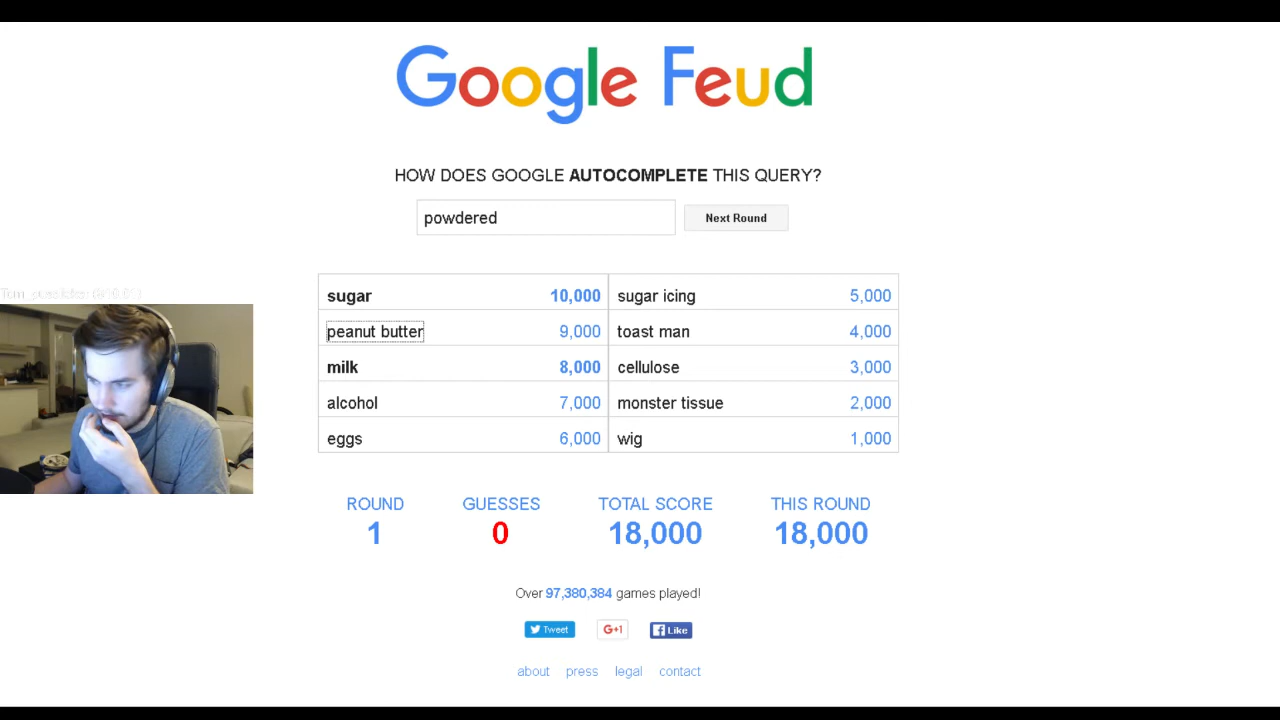 Google Feud
HOW DOES GOOGLE AUTOCOMPLETE THIS QUERY?
powdered
Next Round
sugar 10,000
peanut butter 9,000
milk 8,000
alcohol 7,000
eggs 6,000
sugar icing 5,000
toast man 4,000
cellulose 3,000
monster tissue 2,000
wig 1,000
ROUND GUESSES TOTAL SCORE THIS ROUND
1 0 18,000 18,000
Over 97,380,384 games played!
Tweet G+1 Like
about press legal contact